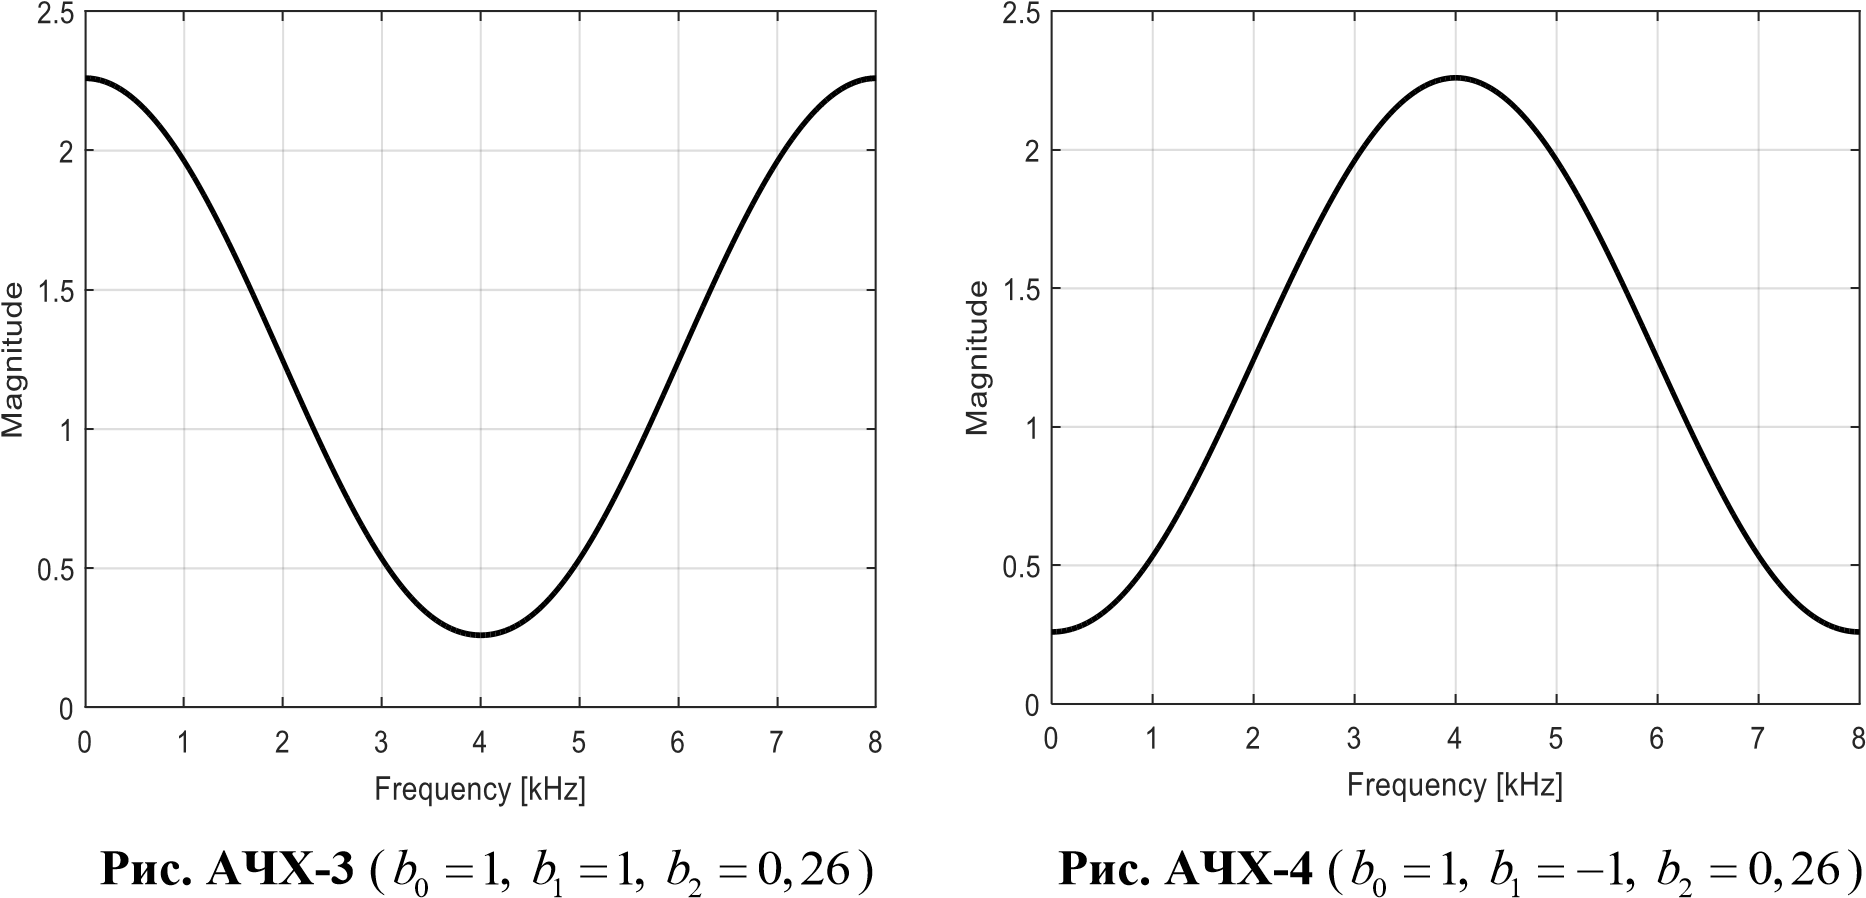 2.5
2
1.5
1
0.5
0
Magnitude
0 1 2 3 4 5 6 7 8
Frequency [kHz]
Рис. АЧХ-3 (b₀ = 1, b₁ = 1, b₂ = 0,26)
2.5
2
1.5
1
0.5
0
Magnitude
0 1 2 3 4 5 6 7 8
Frequency [kHz]
Рис. АЧХ-4 (b₀ = 1, b₁ = −1, b₂ = 0,26)